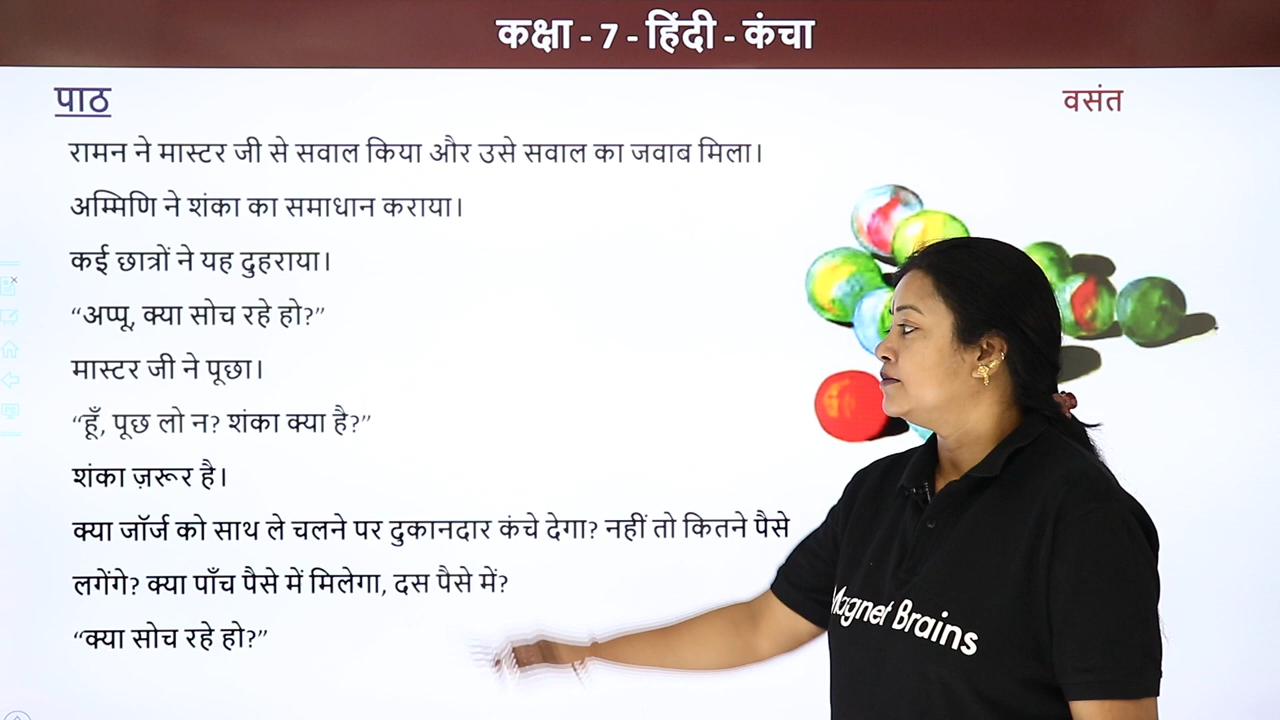 कक्षा - 7 - हिंदी - कंचा
पाठ
वसंत
रामन ने मास्टर जी से सवाल किया और उसे सवाल का जवाब मिला।
अम्मिणि ने शंका का समाधान कराया।
कई छात्रों ने यह दुहराया।
“अप्पू, क्या सोच रहे हो?”
मास्टर जी ने पूछा।
“हूँ, पूछ लो न? शंका क्या है?”
शंका ज़रूर है।
क्या जॉर्ज को साथ ले चलने पर दुकानदार कंचे देगा? नहीं तो कितने पैसे
लगेंगे? क्या पाँच पैसे में मिलेगा, दस पैसे में?
“क्या सोच रहे हो?”
Magnet Brains